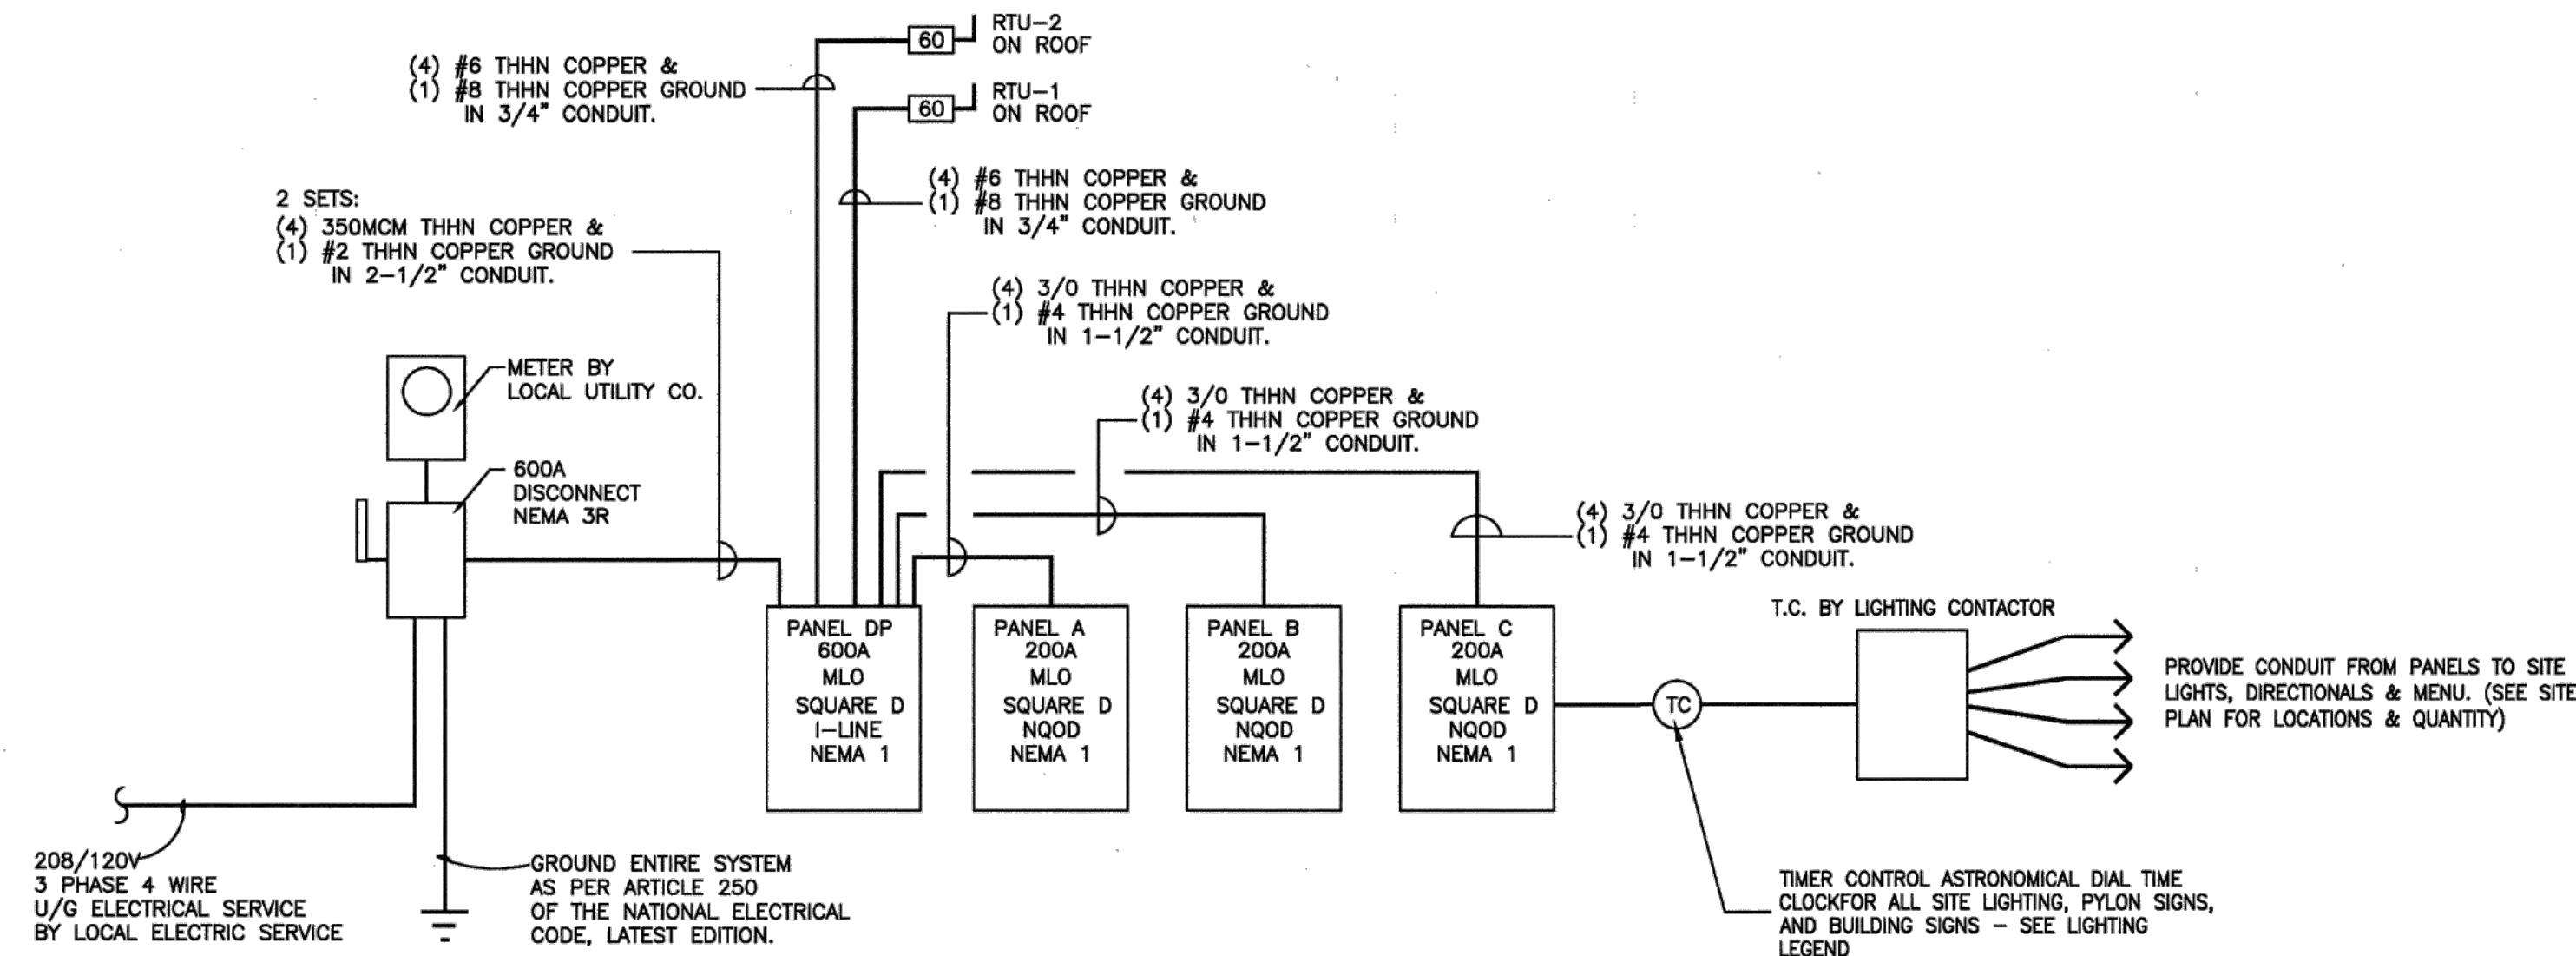 RTU-2
ON ROOF
60
(4) #6 THHN COPPER &
(1) #8 THHN COPPER GROUND
IN 3/4" CONDUIT.
RTU-1
ON ROOF
60
(4) #6 THHN COPPER &
(1) #8 THHN COPPER GROUND
IN 3/4" CONDUIT.
2 SETS:
(4) 350MCM THHN COPPER &
(1) #2 THHN COPPER GROUND
IN 2-1/2" CONDUIT.
(4) 3/0 THHN COPPER &
(1) #4 THHN COPPER GROUND
IN 1-1/2" CONDUIT.
METER BY
LOCAL UTILITY CO.
(4) 3/0 THHN COPPER &
(1) #4 THHN COPPER GROUND
IN 1-1/2" CONDUIT.
600A
DISCONNECT
NEMA 3R
(4) 3/0 THHN COPPER &
(1) #4 THHN COPPER GROUND
IN 1-1/2" CONDUIT.
PANEL DP
600A
MLO
SQUARE D
I-LINE
NEMA 1
PANEL A
200A
MLO
SQUARE D
NQOD
NEMA 1
PANEL B
200A
MLO
SQUARE D
NQOD
NEMA 1
PANEL C
200A
MLO
SQUARE D
NQOD
NEMA 1
TC
T.C. BY LIGHTING CONTACTOR
PROVIDE CONDUIT FROM PANELS TO SITE
LIGHTS, DIRECTIONALS & MENU. (SEE SITE
PLAN FOR LOCATIONS & QUANTITY)
208/120V
3 PHASE 4 WIRE
U/G ELECTRICAL SERVICE
BY LOCAL ELECTRIC SERVICE
GROUND ENTIRE SYSTEM
AS PER ARTICLE 250
OF THE NATIONAL ELECTRICAL
CODE, LATEST EDITION.
TIMER CONTROL ASTRONOMICAL DIAL TIME
CLOCKFOR ALL SITE LIGHTING, PYLON SIGNS,
AND BUILDING SIGNS - SEE LIGHTING
LEGEND